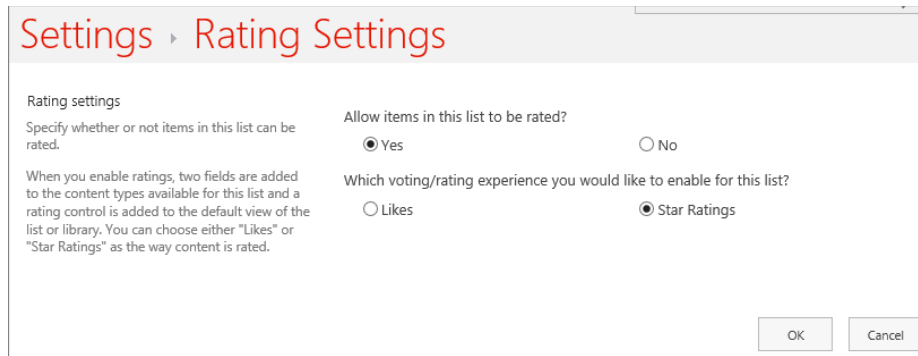 Settings ▸ Rating Settings
Rating settings
Specify whether or not items in this list can be
rated.
When you enable ratings, two fields are added
to the content types available for this list and a
rating control is added to the default view of the
list or library. You can choose either "Likes" or
"Star Ratings" as the way content is rated.
Allow items in this list to be rated?
Yes No
Which voting/rating experience you would like to enable for this list?
Likes Star Ratings
OK Cancel